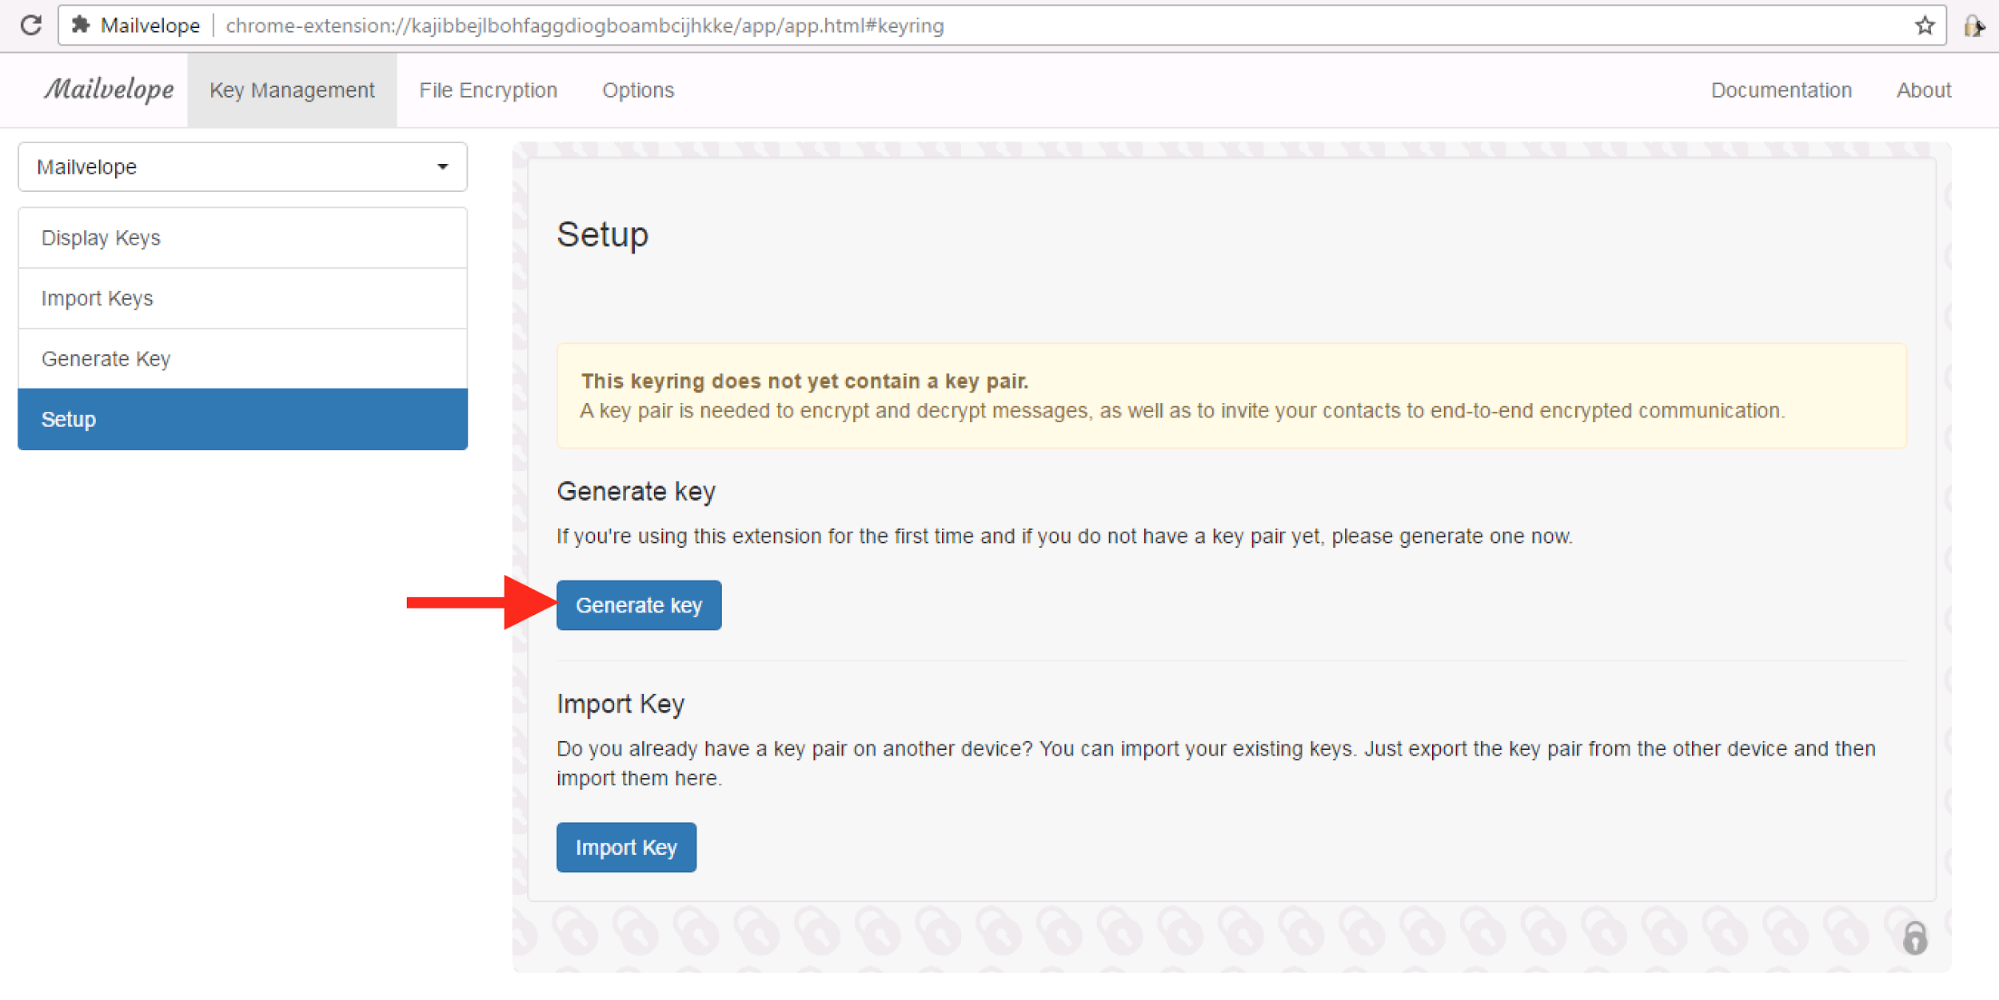 Mailvelope chrome-extension://kajibbejlbohfaggdiogboambcijhkke/app/app.html#keyring
Mailvelope Key Management File Encryption Options Documentation About
Mailvelope
Display Keys
Import Keys
Generate Key
Setup
Setup
This keyring does not yet contain a key pair.
A key pair is needed to encrypt and decrypt messages, as well as to invite your contacts to end-to-end encrypted communication.
Generate key
If you're using this extension for the first time and if you do not have a key pair yet, please generate one now.
Generate key
Import Key
Do you already have a key pair on another device? You can import your existing keys. Just export the key pair from the other device and then
import them here.
Import Key